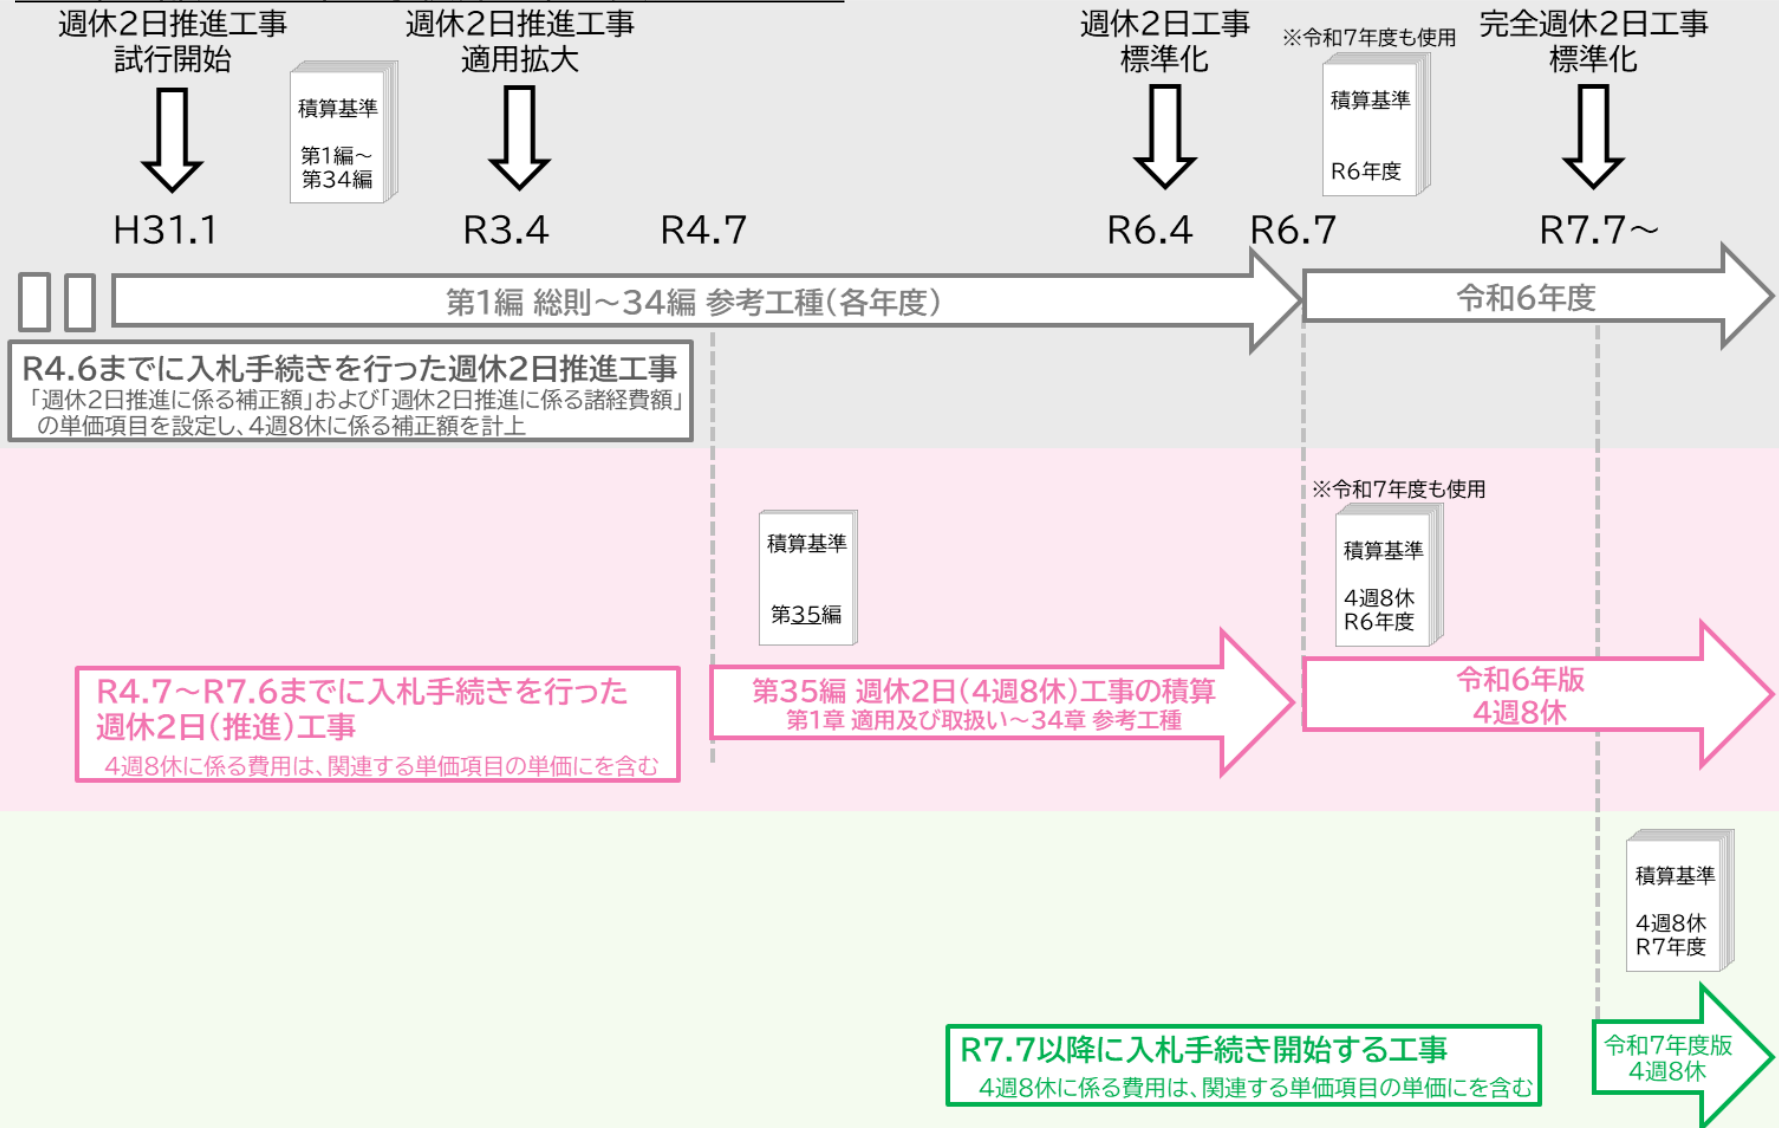 週休2日推進工事
試行開始
週休2日推進工事
適用拡大
週休2日工事
標準化
※令和7年度も使用
完全週休2日工事
標準化
積算基準
第1編～
第34編
積算基準
R6年度
H31.1
R3.4
R4.7
R6.4
R6.7
R7.7～
第1編 総則～34編 参考工種(各年度)
令和6年度
R4.6までに入札手続きを行った週休2日推進工事
「週休2日推進に係る補正額」および「週休2日推進に係る諸経費額」
の単価項目を設定し、4週8休に係る補正額を計上
※令和7年度も使用
積算基準
第35編
積算基準
4週8休
R6年度
R4.7～R7.6までに入札手続きを行った
週休2日(推進)工事
4週8休に係る費用は、関連する単価項目の単価にを含む
第35編 週休2日(4週8休)工事の積算
第1章 適用及び取扱い～34章 参考工種
令和6年版
4週8休
積算基準
4週8休
R7年度
R7.7以降に入札手続き開始する工事
4週8休に係る費用は、関連する単価項目の単価にを含む
令和7年度版
4週8休